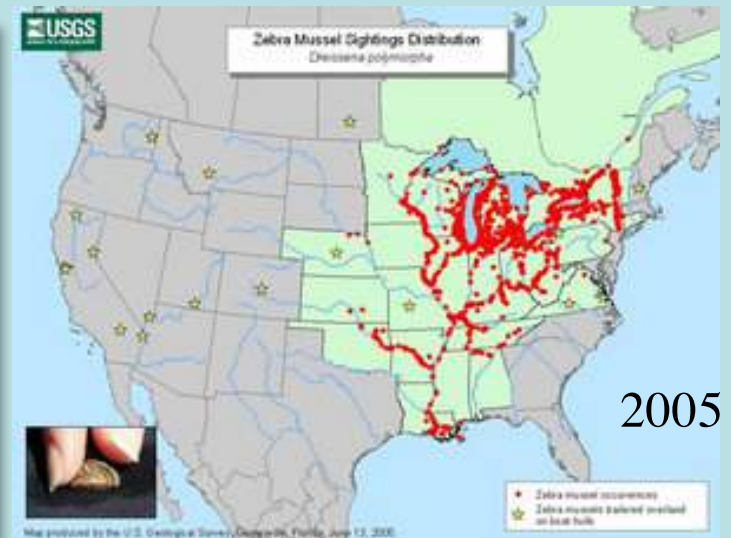 USGS
Zebra Mussel Sightings Distribution
Dreissena polymorpha
2005
Zebra mussel occurrences
Zebra mussels trailered overland
on boat hulls
Map produced by the U.S. Geological Survey, Gainesville, Florida, June 13, 2005.